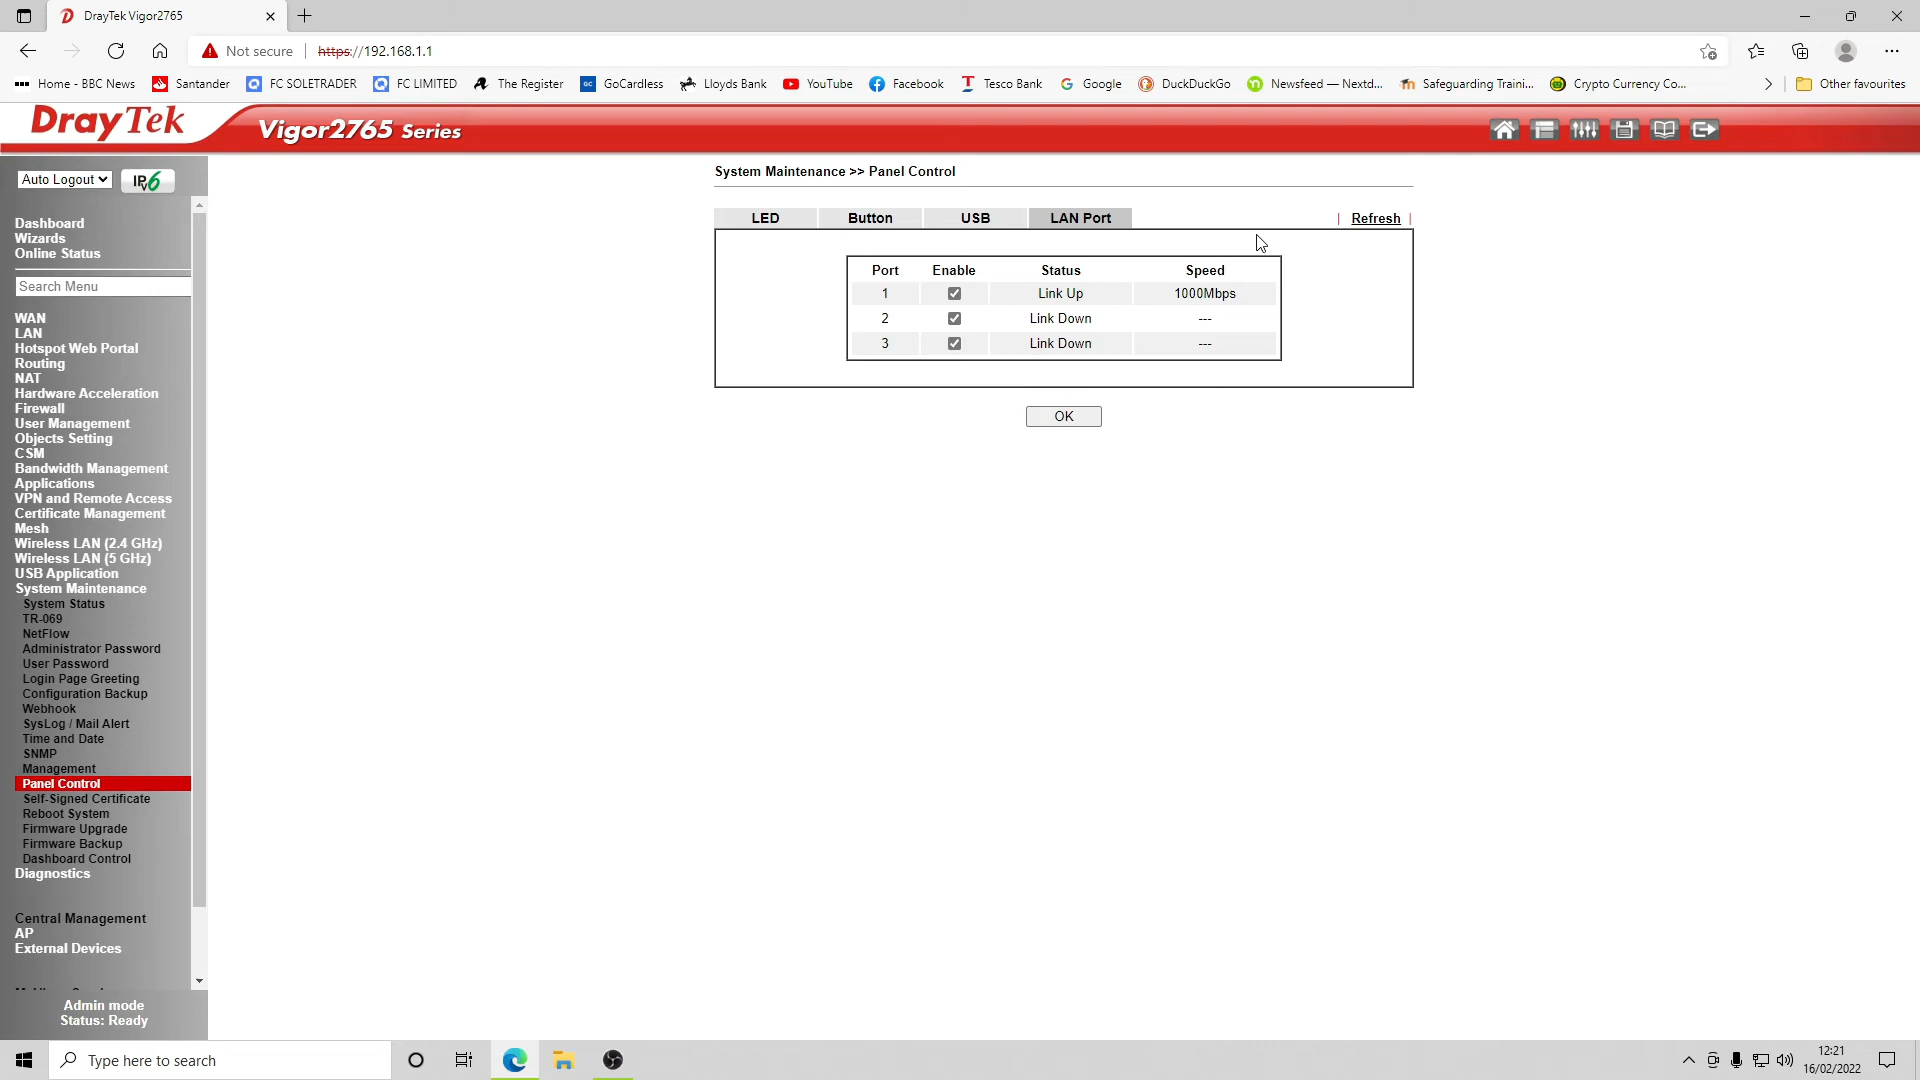 DrayTek Vigor2765
Not secure
https://192.168.1.1
Home - BBC News
Santander
FC SOLETRADER
FC LIMITED
The Register
GoCardless
Lloyds Bank
YouTube
Facebook
Tesco Bank
Google
DuckDuckGo
Newsfeed — Nextd...
Safeguarding Traini...
Crypto Currency Co...
Other favourites
DrayTek
Vigor2765 Series
Auto Logout
IPv6
Dashboard
Wizards
Online Status
Search Menu
WAN
LAN
Hotspot Web Portal
Routing
NAT
Hardware Acceleration
Firewall
User Management
Objects Setting
CSM
Bandwidth Management
Applications
VPN and Remote Access
Certificate Management
Mesh
Wireless LAN (2.4 GHz)
Wireless LAN (5 GHz)
USB Application
System Maintenance
System Status
TR-069
NetFlow
Administrator Password
User Password
Login Page Greeting
Configuration Backup
Webhook
SysLog / Mail Alert
Time and Date
SNMP
Management
Panel Control
Self-Signed Certificate
Reboot System
Firmware Upgrade
Firmware Backup
Dashboard Control
Diagnostics
Central Management
AP
External Devices
Admin mode
Status: Ready
System Maintenance >> Panel Control
LED Button USB LAN Port | Refresh |
Port Enable Status Speed
1 Link Up 1000Mbps
2 Link Down ---
3 Link Down ---
OK
Type here to search
12:21
16/02/2022